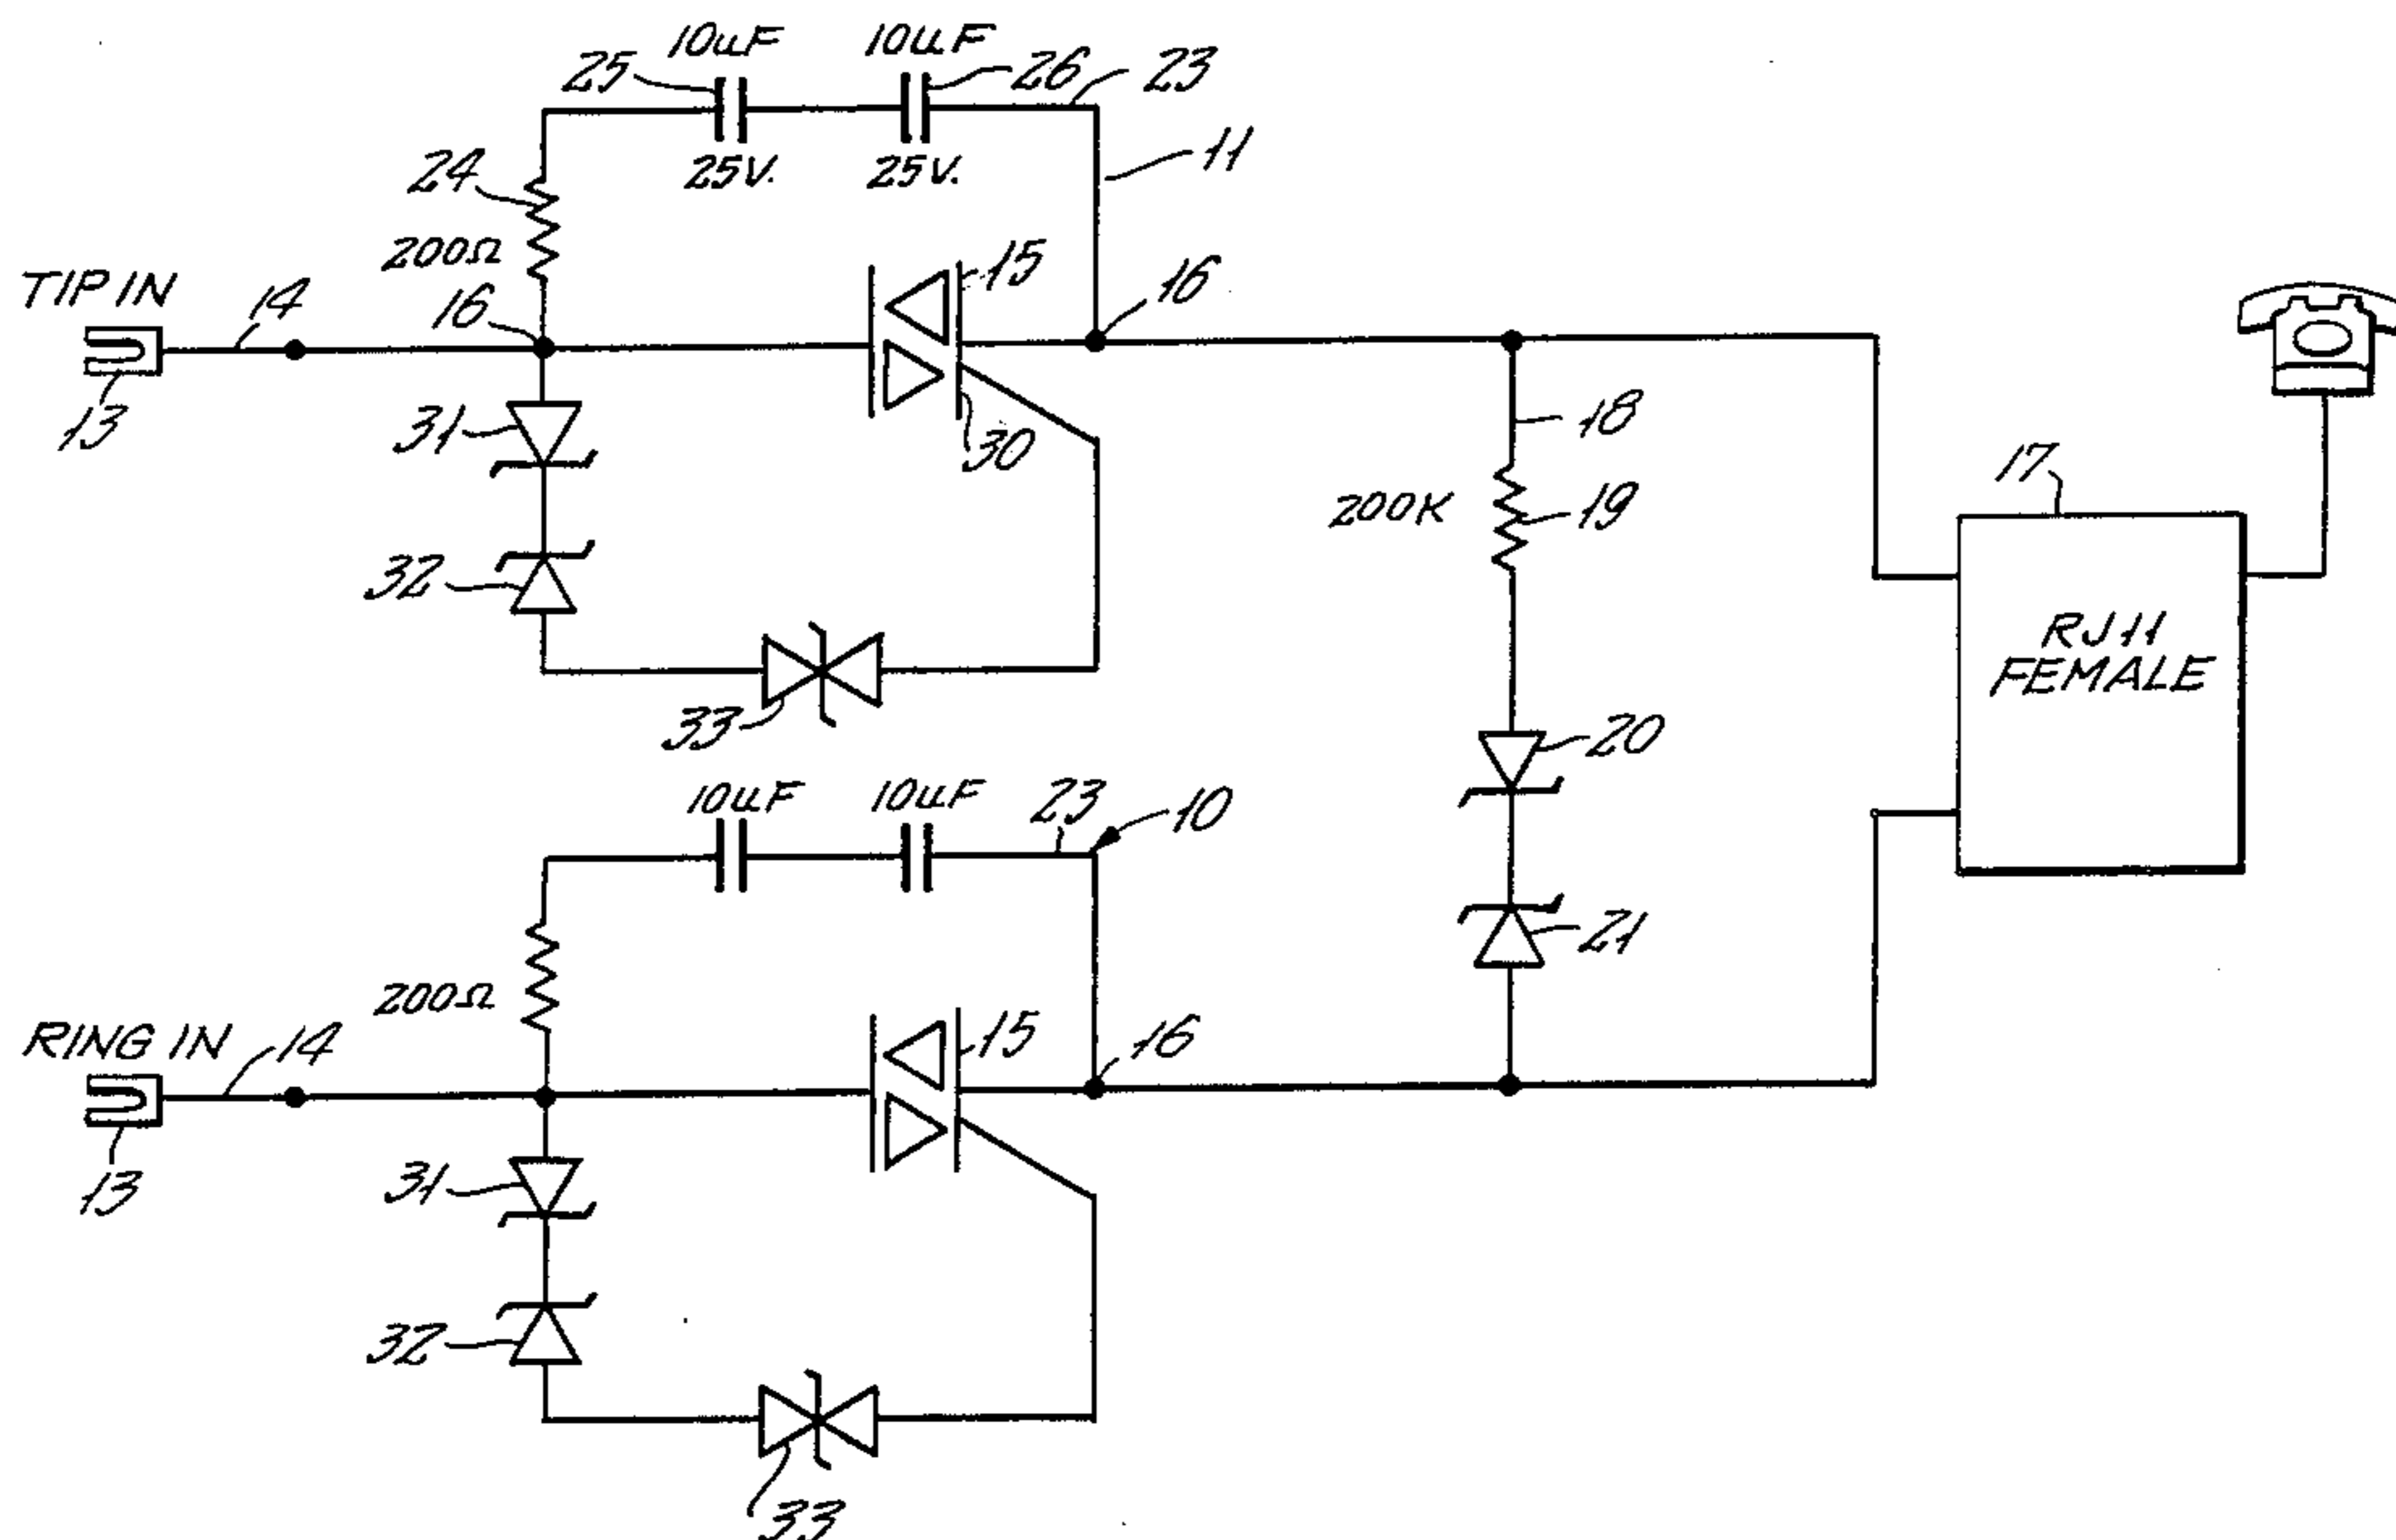 10uF 10uF
25 26 23
25V. 25V.
24 11
200Ω
TIP IN 14 16 15 16
13
31 30 18 17
200K 19
32
RJ11
FEMALE
33 20
10uF 10uF 23 10
21
200Ω
RING IN 14 15 16
13
31
32
33